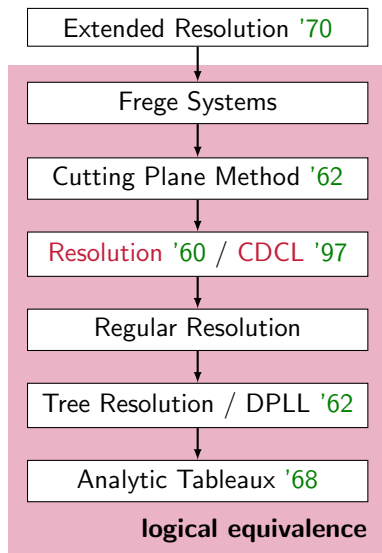 Extended Resolution '70
Frege Systems
Cutting Plane Method '62
Resolution '60 / CDCL '97
Regular Resolution
Tree Resolution / DPLL '62
Analytic Tableaux '68
logical equivalence